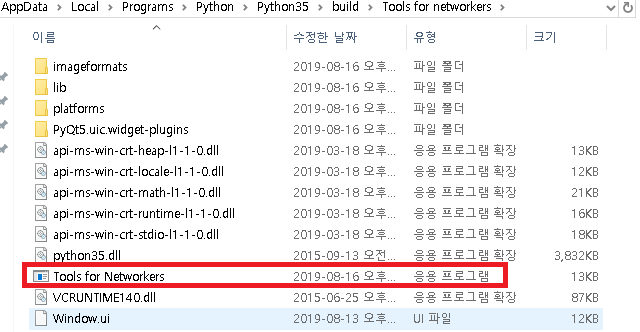 AppData > Local > Programs > Python > Python35 > build > Tools for networkers >
이름 수정한 날짜 유형 크기
imageformats 2019-08-16 오후... 파일 폴더
lib 2019-08-16 오후... 파일 폴더
platforms 2019-08-16 오후... 파일 폴더
PyQt5.uic.widget-plugins 2019-08-16 오후... 파일 폴더
api-ms-win-crt-heap-l1-1-0.dll 2019-03-18 오후... 응용 프로그램 확장 13KB
api-ms-win-crt-locale-l1-1-0.dll 2019-03-18 오후... 응용 프로그램 확장 12KB
api-ms-win-crt-math-l1-1-0.dll 2019-03-18 오후... 응용 프로그램 확장 21KB
api-ms-win-crt-runtime-l1-1-0.dll 2019-03-18 오후... 응용 프로그램 확장 16KB
api-ms-win-crt-stdio-l1-1-0.dll 2019-03-18 오후... 응용 프로그램 확장 18KB
python35.dll 2015-09-13 오전... 응용 프로그램 확장 3,832KB
Tools for Networkers 2019-08-16 오후... 응용 프로그램 13KB
VCRUNTIME140.dll 2015-06-25 오후... 응용 프로그램 확장 87KB
Window.ui 2019-08-13 오후... UI 파일 12KB